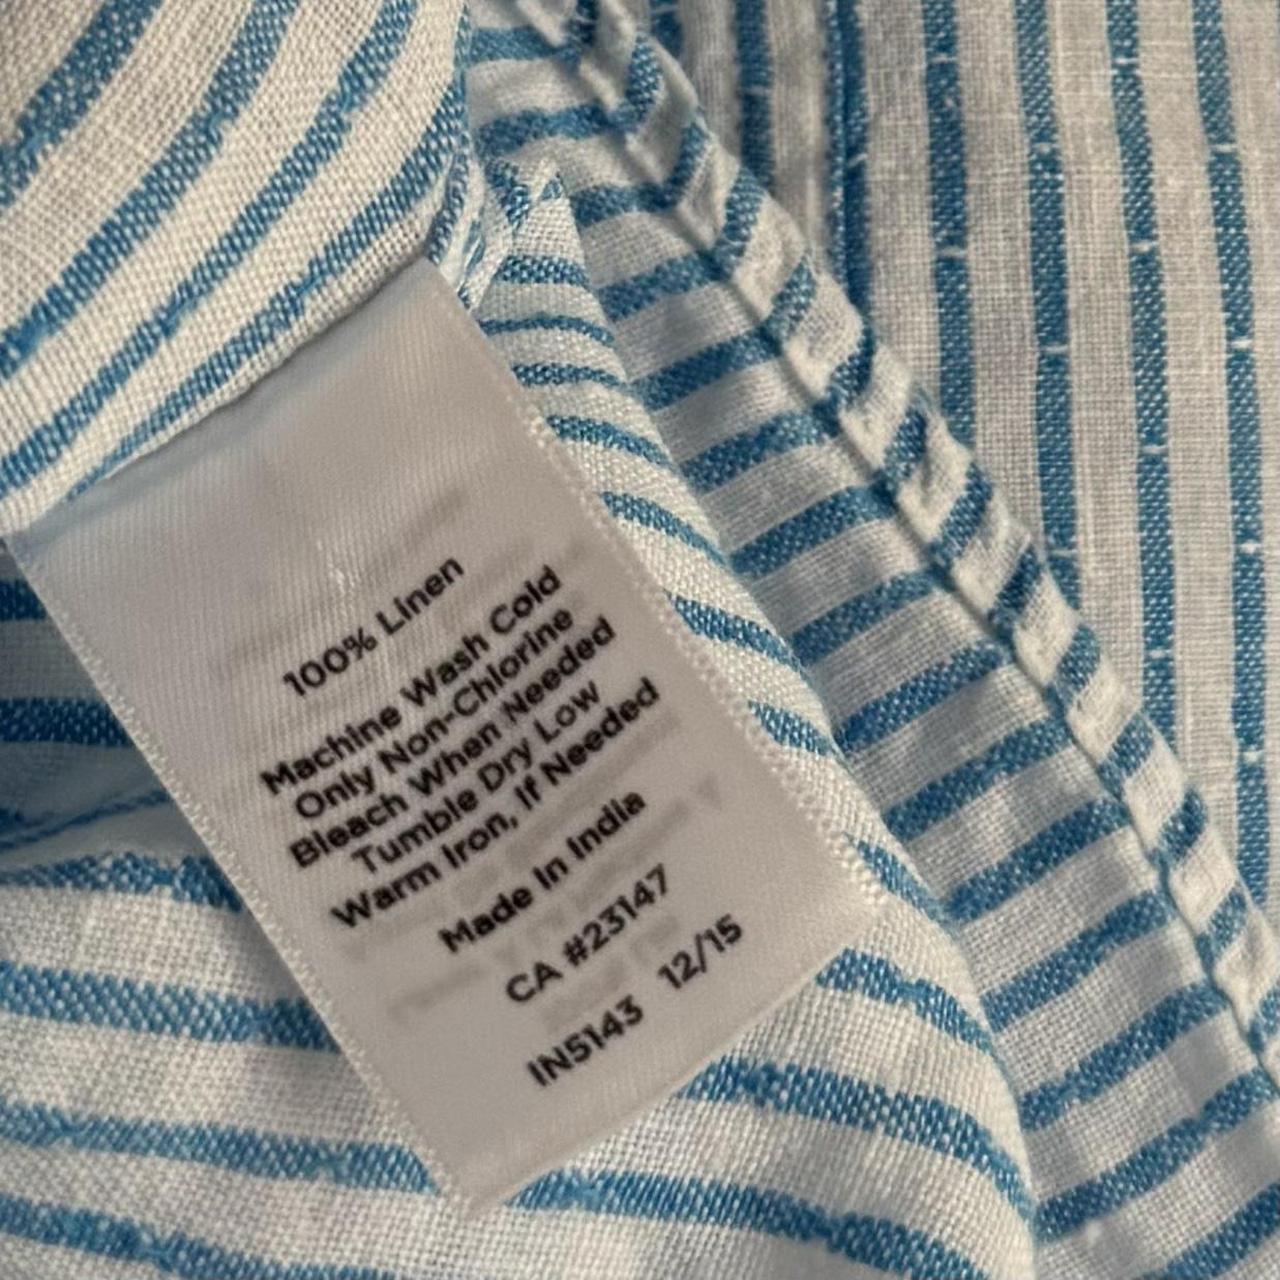 100% Linen
Machine Wash Cold
Only Non-Chlorine
Bleach When Needed
Tumble Dry Low
Warm Iron, If Needed
Made In India
CA #23147
IN5143 12/15